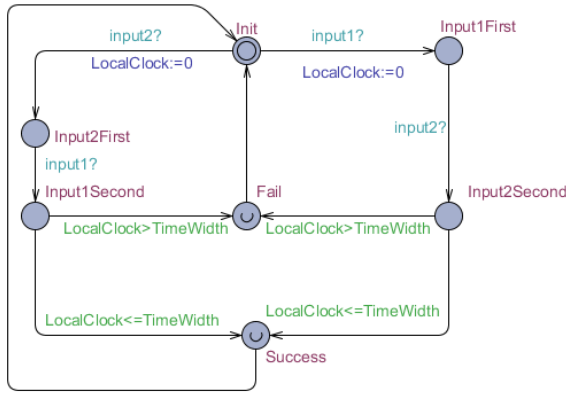 Init
Input1First
input2?
input1?
LocalClock:=0
LocalClock:=0
input2?
Input2First
input1?
Input1Second
Fail
Input2Second
LocalClock>TimeWidth
LocalClock>TimeWidth
LocalClock<=TimeWidth
LocalClock<=TimeWidth
Success